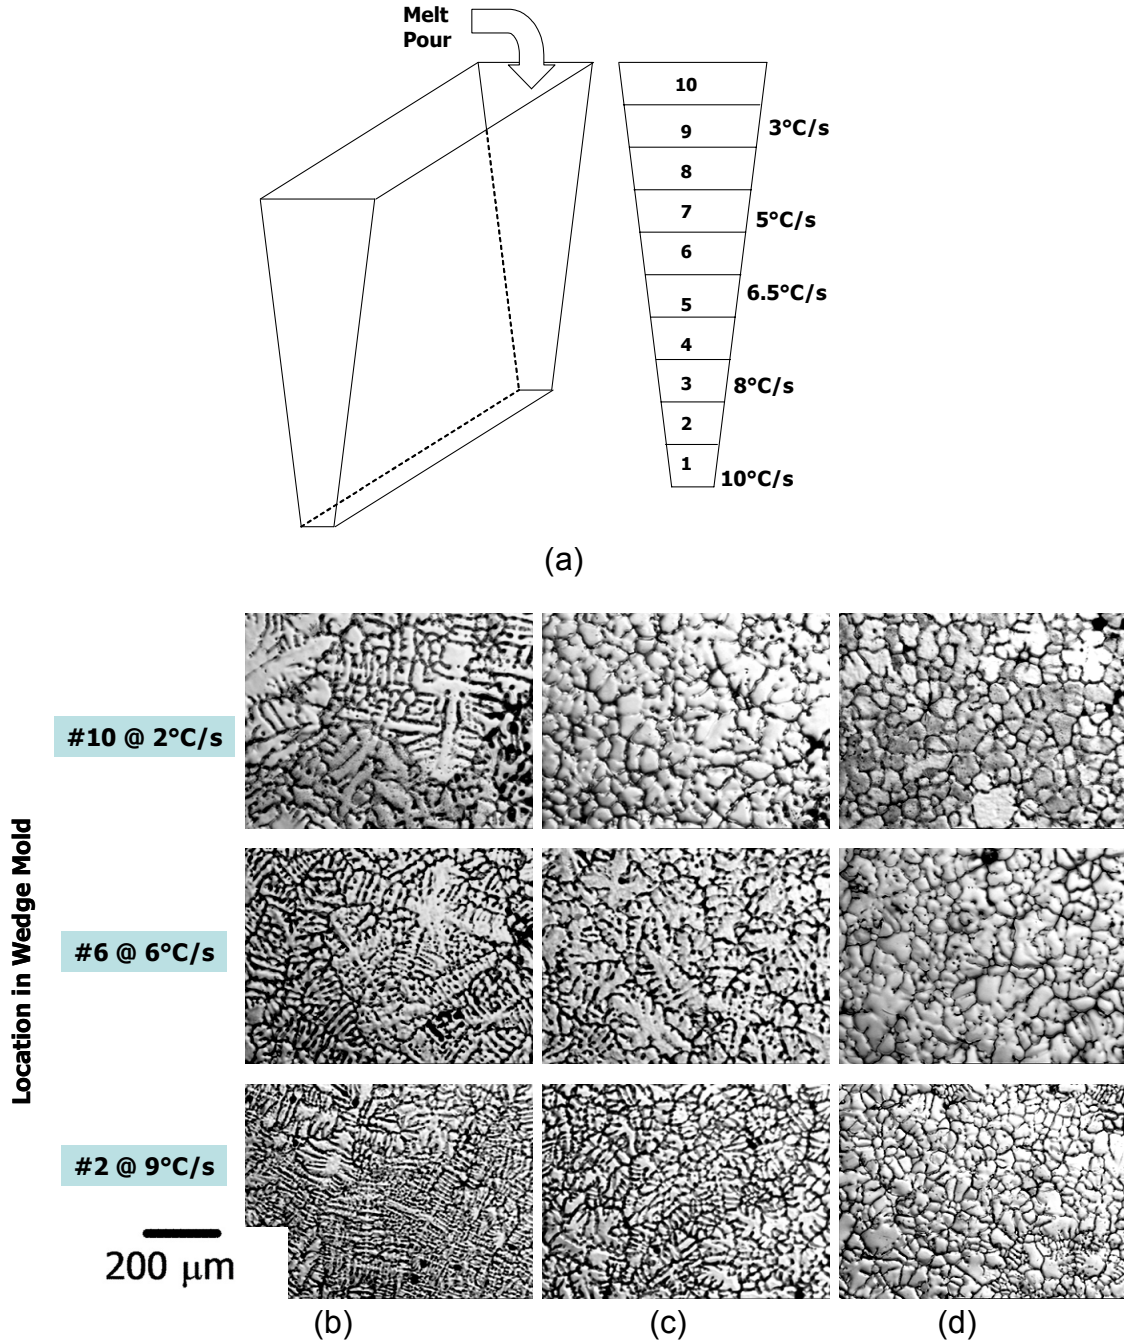 Melt
Pour
10
9
3°C/s
8
7
5°C/s
6
6.5°C/s
5
4
3
8°C/s
2
1
10°C/s
(a)
Location in Wedge Mold
#10 @ 2°C/s
#6 @ 6°C/s
#2 @ 9°C/s
200 μm
(b)
(c)
(d)